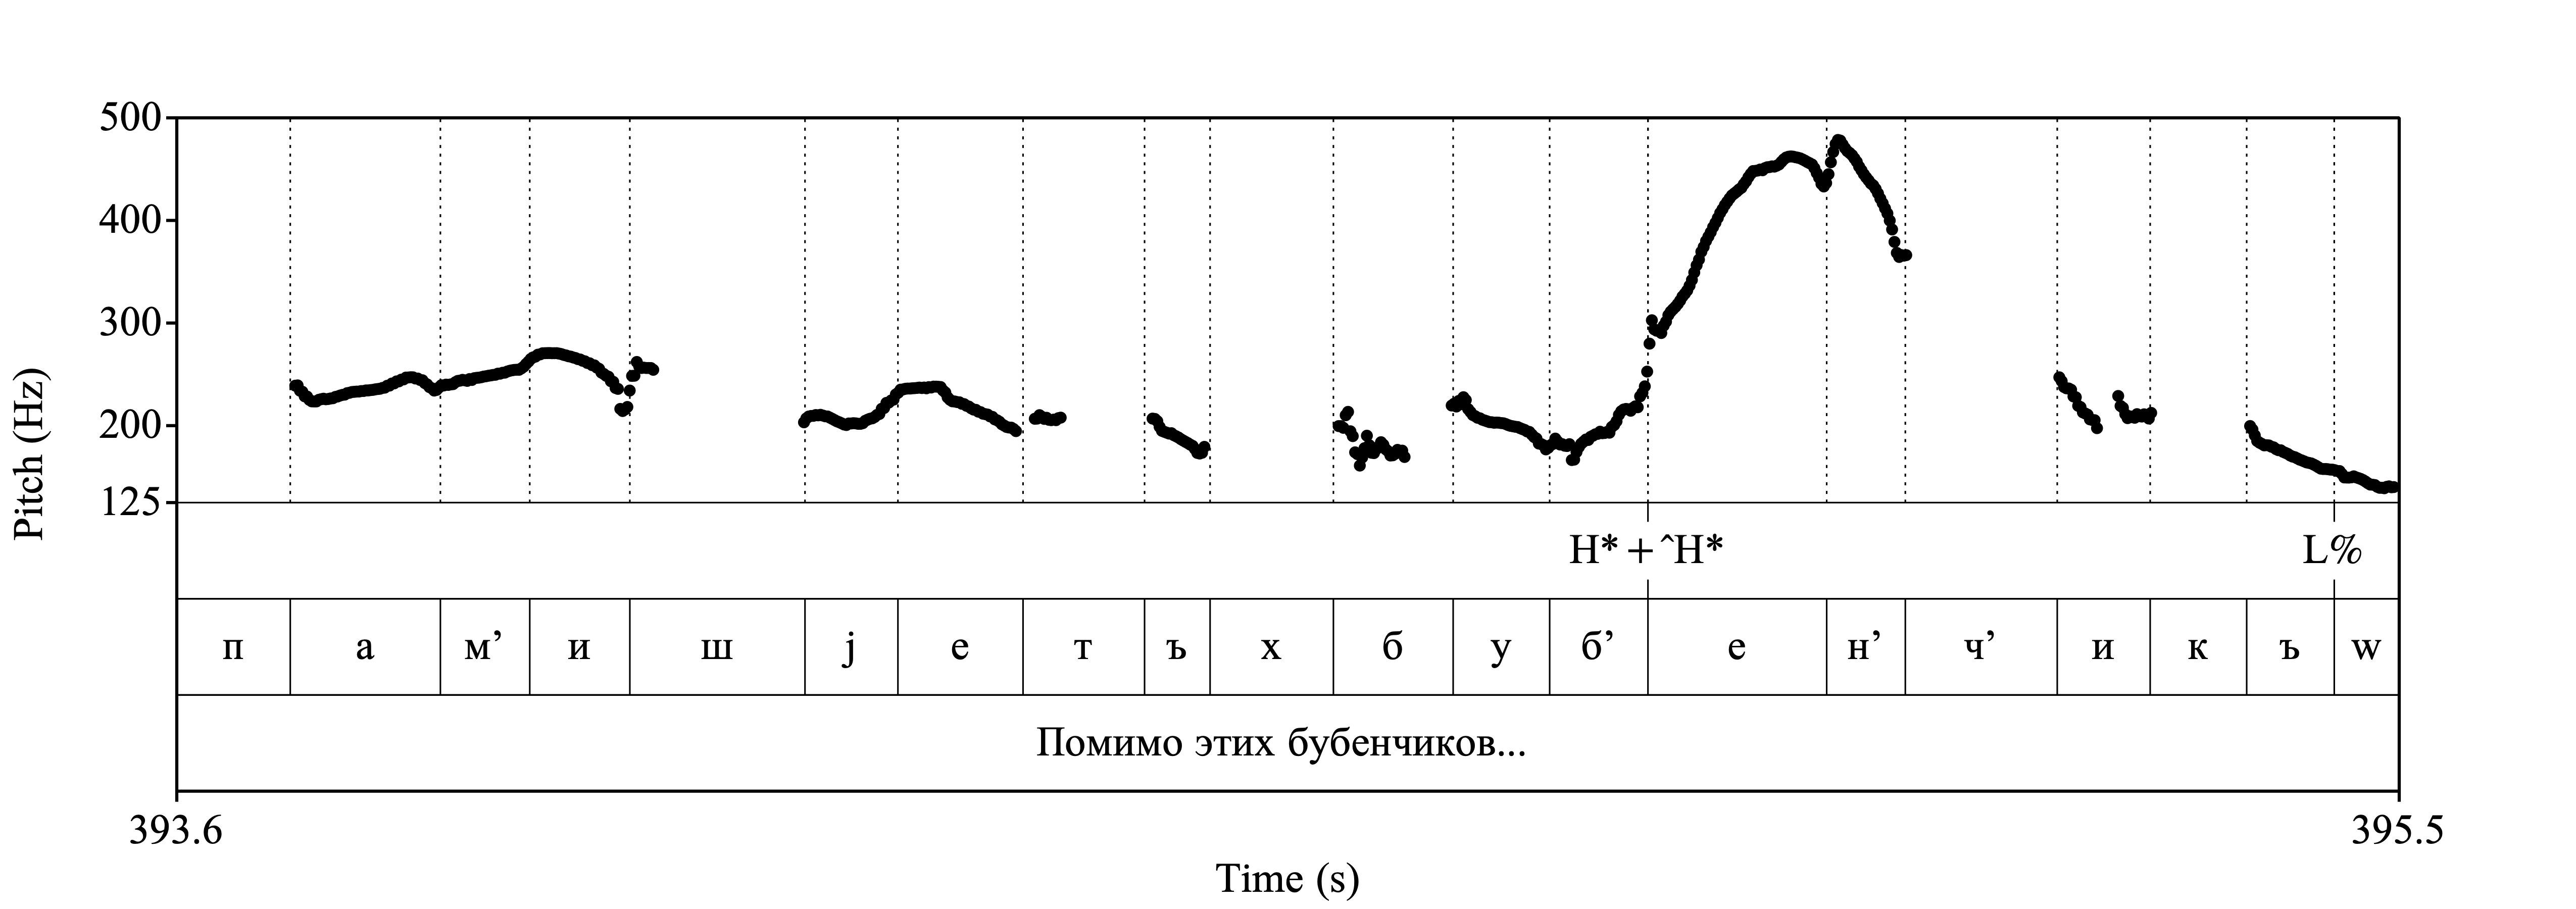 500
400
300
200
125
Pitch (Hz)
H* + ^H* L%
п а м’ и ш j е т ъ х б у б’ е н’ ч’ и к ъ w
Помимо этих бубенчиков...
393.6 395.5
Time (s)